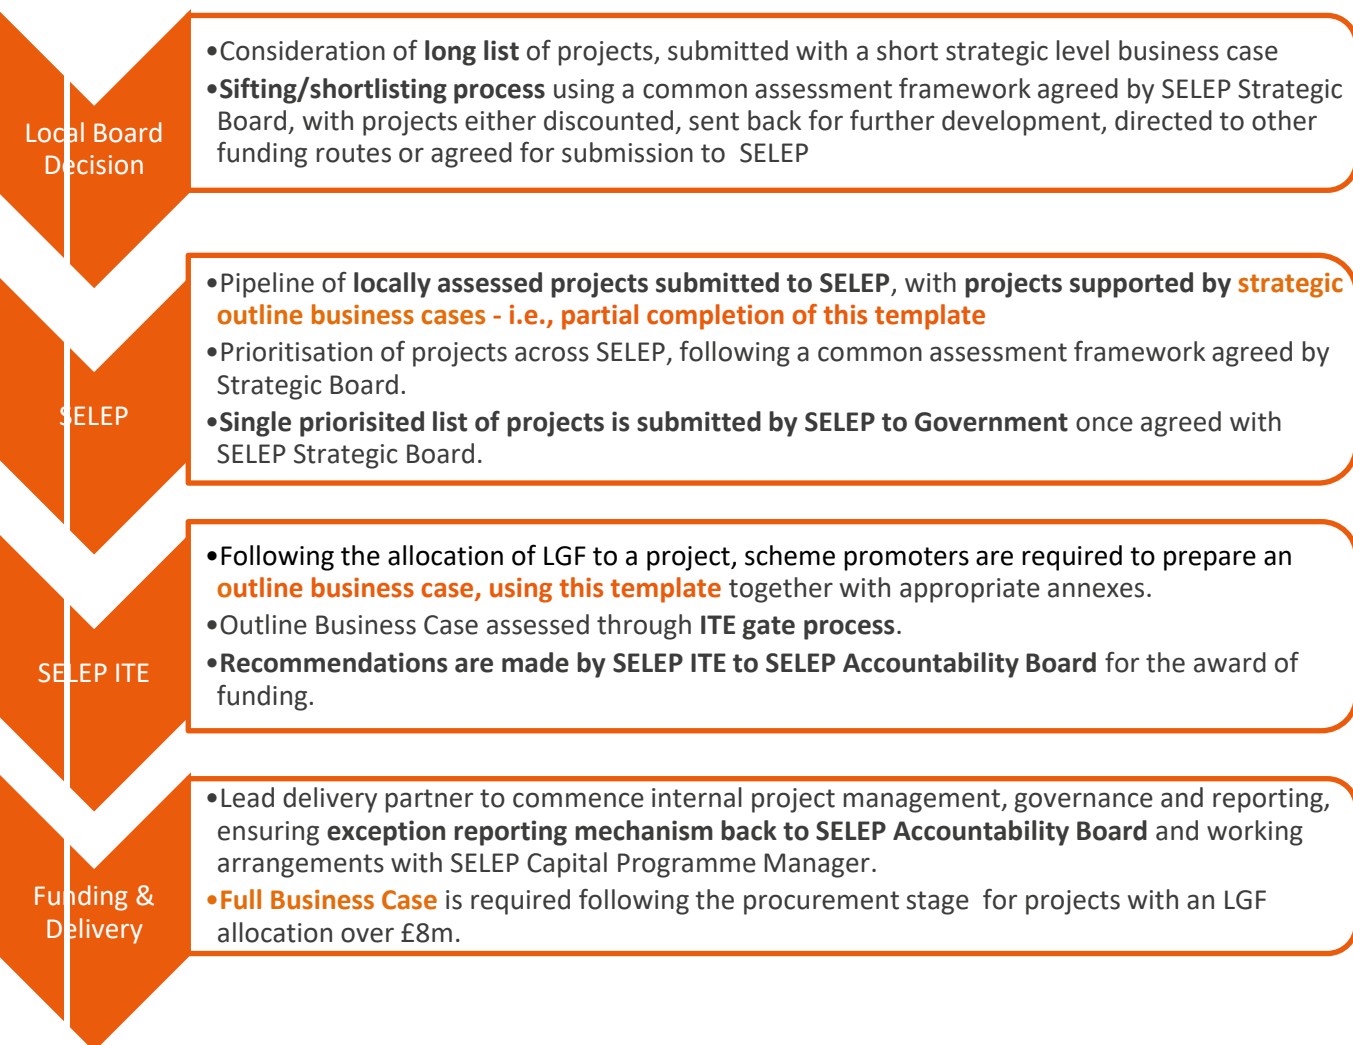 Local Board
Decision
•Consideration of long list of projects, submitted with a short strategic level business case
•Sifting/shortlisting process using a common assessment framework agreed by SELEP Strategic
Board, with projects either discounted, sent back for further development, directed to other
funding routes or agreed for submission to SELEP
SELEP
•Pipeline of locally assessed projects submitted to SELEP, with projects supported by strategic
outline business cases - i.e., partial completion of this template
•Prioritisation of projects across SELEP, following a common assessment framework agreed by
Strategic Board.
•Single priorisited list of projects is submitted by SELEP to Government once agreed with
SELEP Strategic Board.
SELEP ITE
•Following the allocation of LGF to a project, scheme promoters are required to prepare an
outline business case, using this template together with appropriate annexes.
•Outline Business Case assessed through ITE gate process.
•Recommendations are made by SELEP ITE to SELEP Accountability Board for the award of
funding.
Funding &
Delivery
•Lead delivery partner to commence internal project management, governance and reporting,
ensuring exception reporting mechanism back to SELEP Accountability Board and working
arrangements with SELEP Capital Programme Manager.
•Full Business Case is required following the procurement stage for projects with an LGF
allocation over £8m.